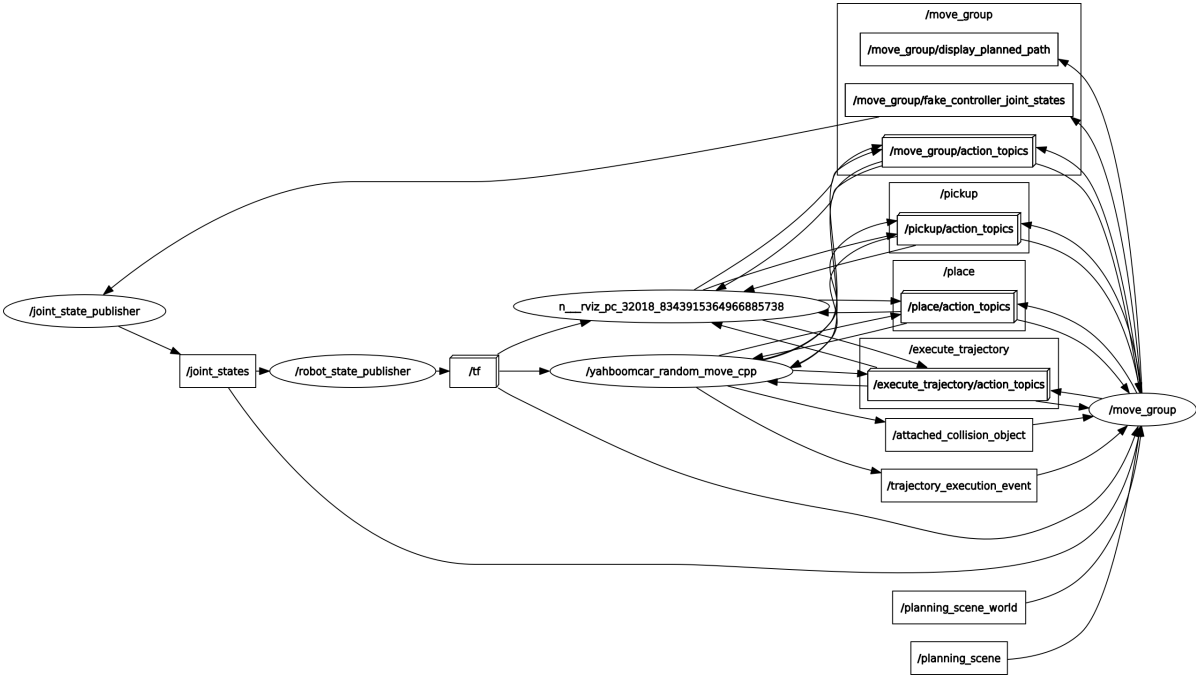 /move_group
/move_group/display_planned_path
/move_group/fake_controller_joint_states
/move_group/action_topics
/pickup
/pickup/action_topics
/place
/place/action_topics
n___rviz_pc_32018_8343915364966885738
/joint_state_publisher
/execute_trajectory
/joint_states
/robot_state_publisher
/tf
/yahboomcar_random_move_cpp
/execute_trajectory/action_topics
/move_group
/attached_collision_object
/trajectory_execution_event
/planning_scene_world
/planning_scene